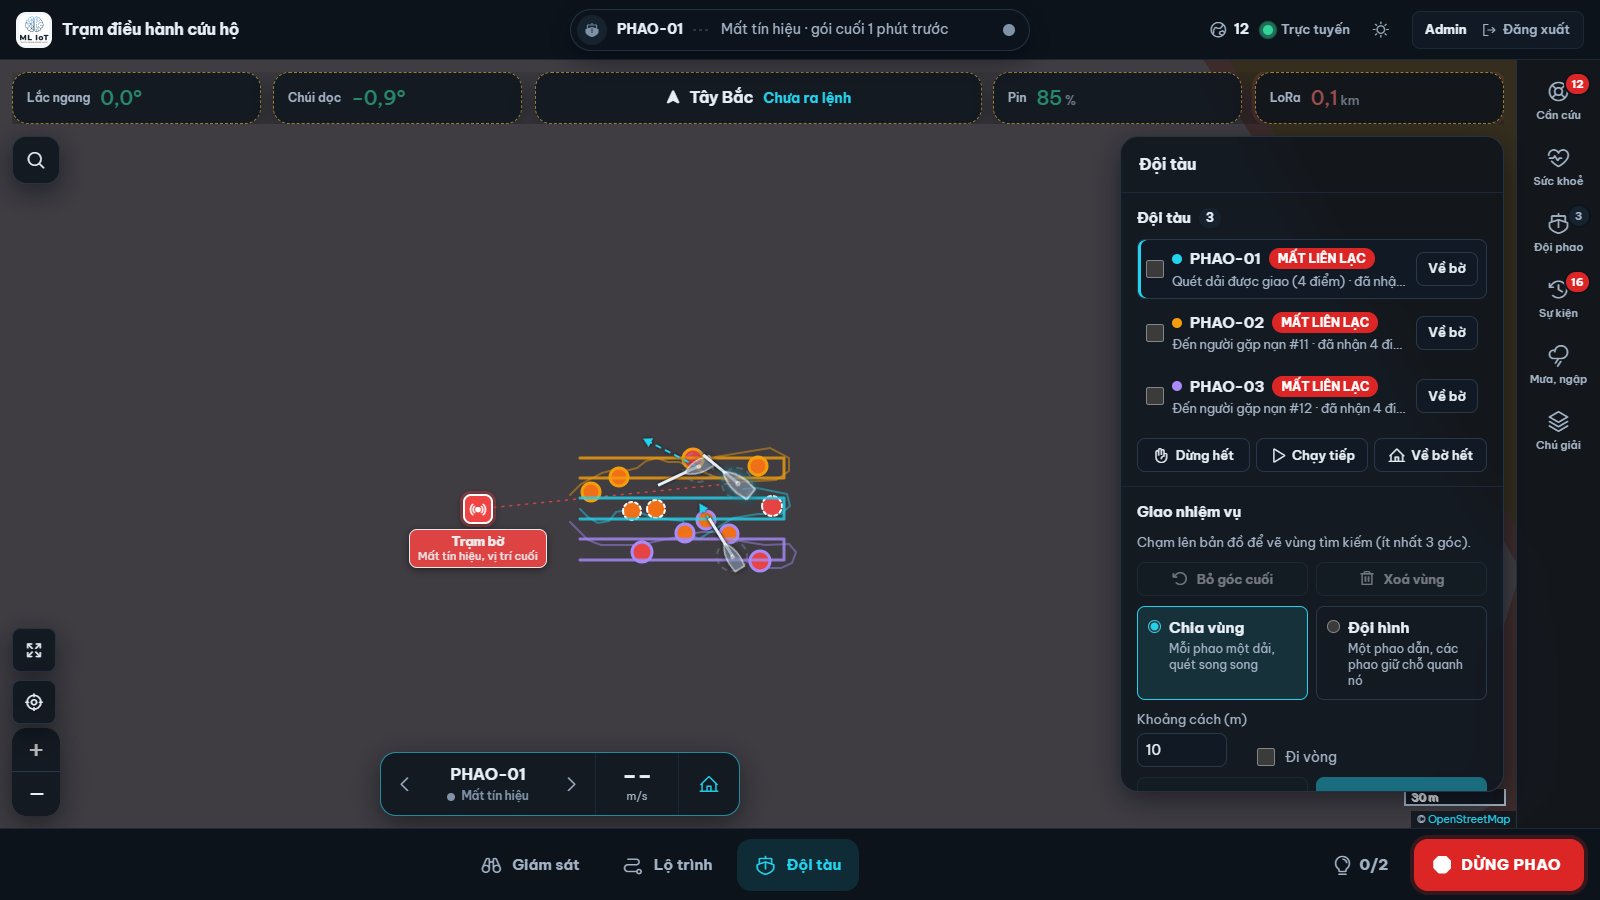 ML IoT
Trạm điều hành cứu hộ
PHAO-01 --- Mất tín hiệu · gói cuối 1 phút trước
12 Trực tuyến
Admin Đăng xuất
Lắc ngang 0,0°
Chúi dọc -0,9°
Tây Bắc Chưa ra lệnh
Pin 85 %
LoRa 0,1 km
12
Cần cứu
Sức khoẻ
3
Đội phao
16
Sự kiện
Mưa, ngập
Chú giải
Đội tàu
Đội tàu 3
PHAO-01 MẤT LIÊN LẠC
Quét dải được giao (4 điểm) · đã nhậ...
Về bờ
PHAO-02 MẤT LIÊN LẠC
Đến người gặp nạn #11 · đã nhận 4 đi...
Về bờ
PHAO-03 MẤT LIÊN LẠC
Đến người gặp nạn #12 · đã nhận 4 đi...
Về bờ
Dừng hết
Chạy tiếp
Về bờ hết
Giao nhiệm vụ
Chạm lên bản đồ để vẽ vùng tìm kiếm (ít nhất 3 góc).
Bỏ góc cuối
Xoá vùng
Chia vùng
Mỗi phao một dải,
quét song song
Đội hình
Một phao dẫn, các
phao giữ chỗ quanh
nó
Khoảng cách (m)
10
Đi vòng
Trạm bờ
Mất tín hiệu, vị trí cuối
PHAO-01
Mất tín hiệu
--
m/s
30 m
© OpenStreetMap
Giám sát
Lộ trình
Đội tàu
0/2
DỪNG PHAO